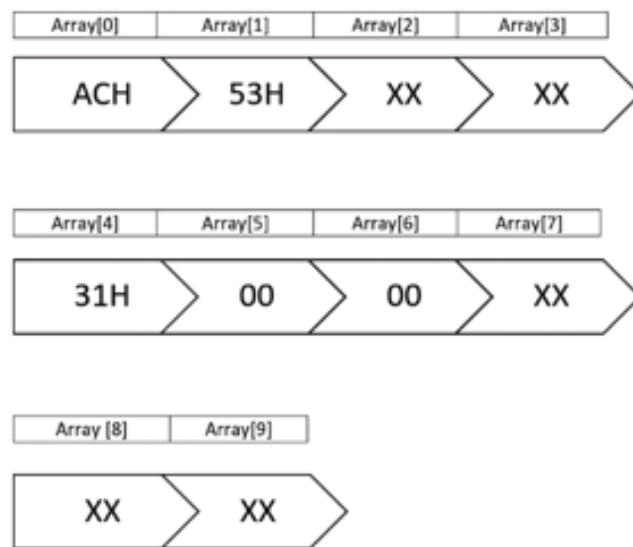 Array[0] Array[1] Array[2] Array[3]
ACH 53H XX XX
Array[4] Array[5] Array[6] Array[7]
31H 00 00 XX
Array [8] Array[9]
XX XX